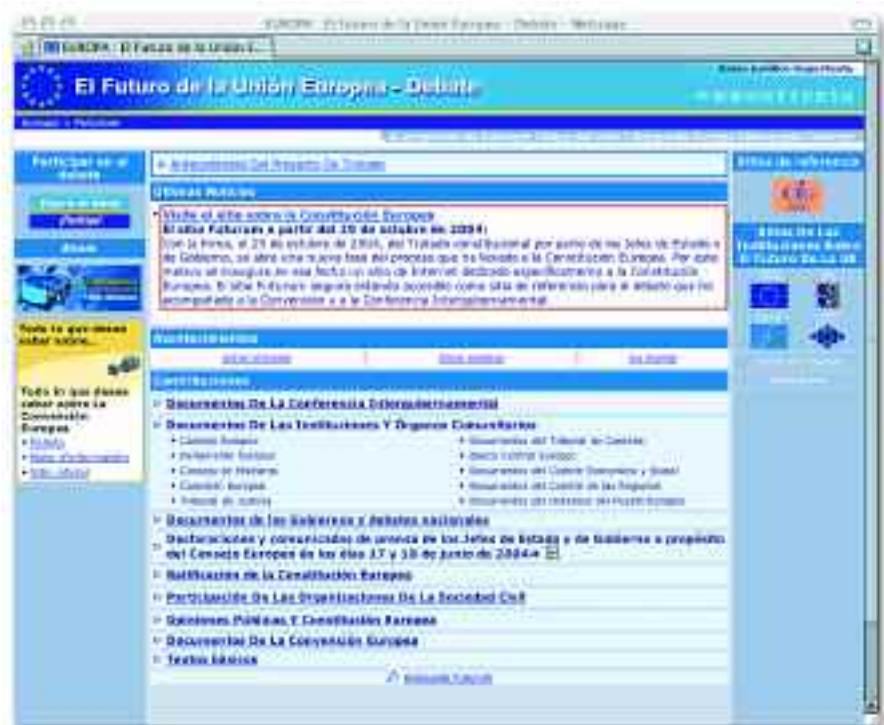 EUROPA - El Futuro de la Unión Europea - Debate - Netscape
EUROPA - El Futuro de la Unión E...
El Futuro de la Unión Europea - Debate
Europa > Futurum
Participar en el
debate
Antecedentes Del Proyecto De Tratado
Últimas Noticias
Visite el sitio sobre la Constitución Europea
El sitio Futurum a partir del 29 de octubre de 2004:
Con la firma, el 29 de octubre de 2004, del Tratado constitucional por parte de los Jefes de Estado o
de Gobierno, se abre una nueva fase del proceso que ha llevado a la Constitución Europea. Por este
motivo se inaugura en esa fecha un sitio de Internet dedicado específicamente a la Constitución
Europea. El sitio Futurum seguirá estando accesible como sitio de referencia para el debate que ha
acompañado a la Convención y a la Conferencia Intergubernamental.
Sitios de referencia
Sitios De Las
Instituciones Sobre
El Futuro De La UE
Todo lo que desea
saber sobre...
Todo lo que desea
saber sobre la
Convención
Europea
Acontecimientos
Contribuciones
Documentos De La Conferencia Intergubernamental
Documentos De Las Instituciones Y Órganos Comunitarios
Consejo Europeo
Parlamento Europeo
Consejo de Ministros
Comisión Europea
Tribunal de Justicia
Documentos del Tribunal de Cuentas
Banco Central Europeo
Documentos del Comité Económico y Social
Documentos del Comité de las Regiones
Documentos del Defensor del Pueblo Europeo
Documentos de los Gobiernos y debates nacionales
Declaraciones y comunicados de prensa de los Jefes de Estado o de Gobierno a propósito
del Consejo Europeo de los días 17 y 18 de junio de 2004
Ratificación de la Constitución Europea
Participación De Las Organizaciones De La Sociedad Civil
Opiniones Públicas Y Constitución Europea
Documentos De La Convención Europea
Textos básicos